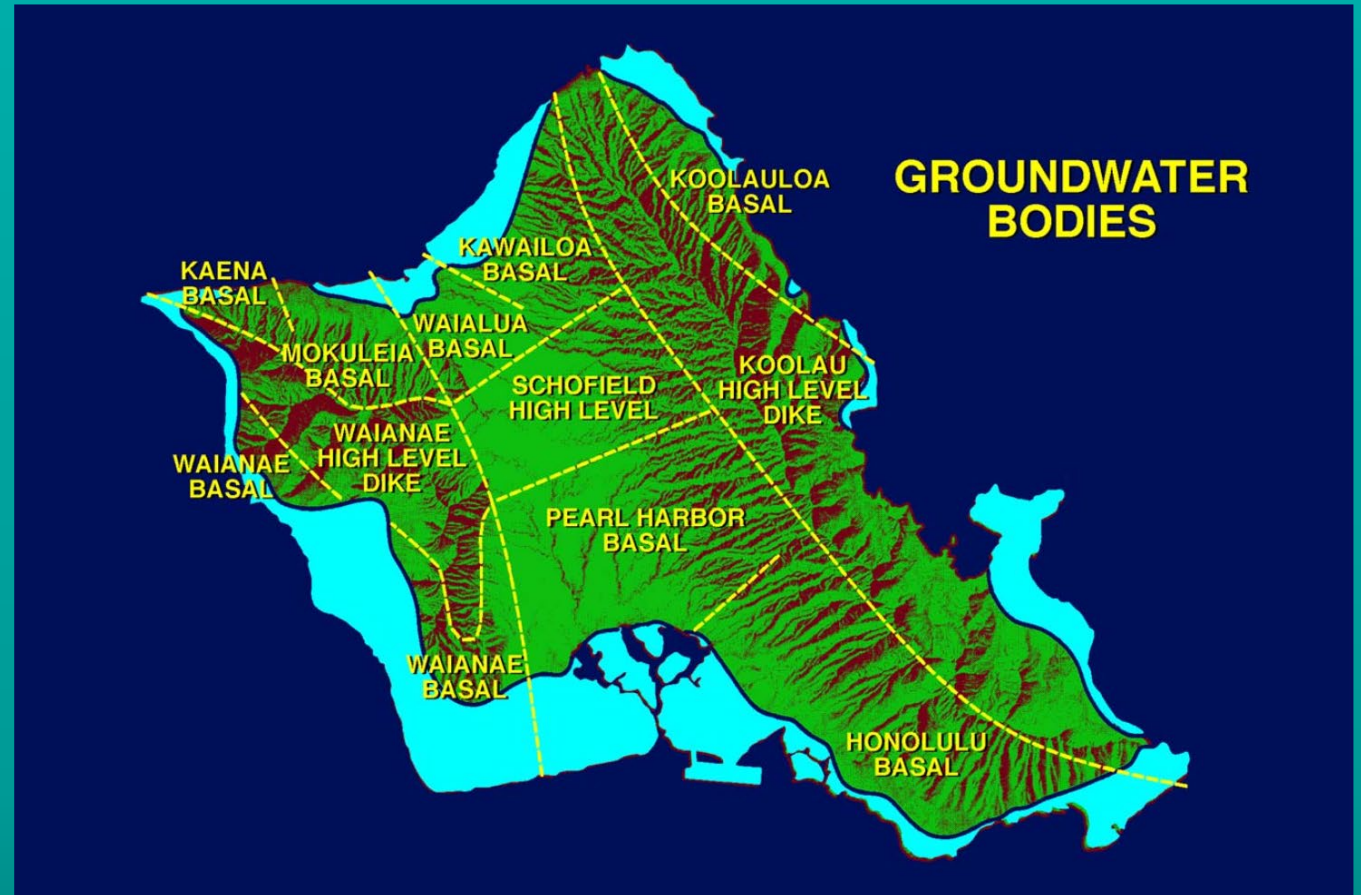 GROUNDWATER
BODIES
KOOLAULOA
BASAL
KAWAILOA
BASAL
KAENA
BASAL
WAIALUA
BASAL
MOKULEIA
BASAL
SCHOFIELD
HIGH LEVEL
KOOLAU
HIGH LEVEL
DIKE
WAIANAE
HIGH LEVEL
DIKE
WAIANAE
BASAL
PEARL HARBOR
BASAL
WAIANAE
BASAL
HONOLULU
BASAL